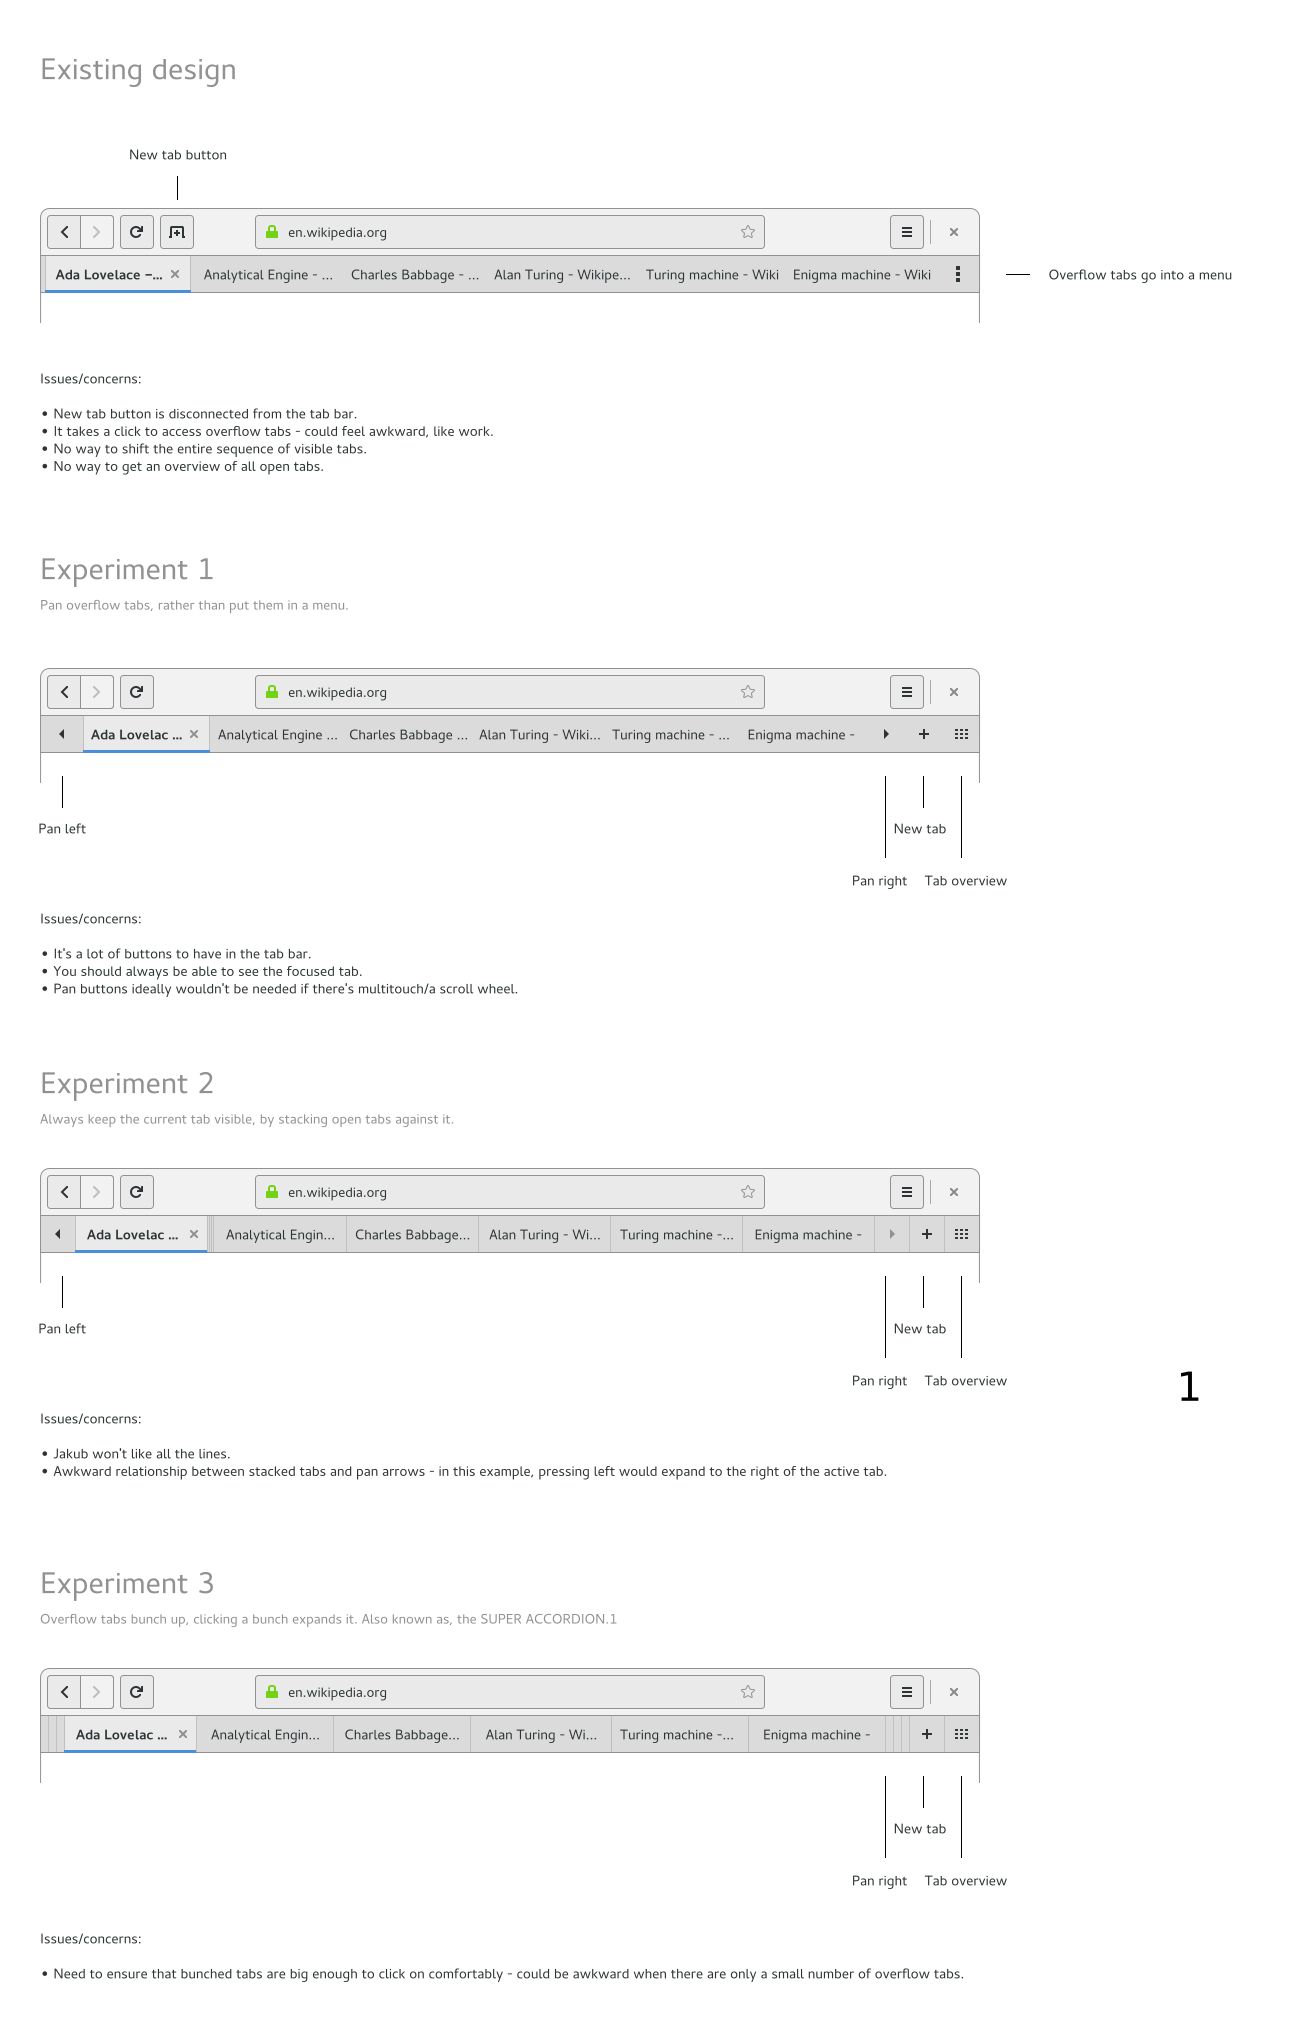 Existing design
New tab button
en.wikipedia.org
Ada Lovelace –... Analytical Engine - ... Charles Babbage - ... Alan Turing - Wikipe... Turing machine - Wiki Enigma machine - Wiki
Overflow tabs go into a menu
Issues/concerns:
• New tab button is disconnected from the tab bar.
• It takes a click to access overflow tabs - could feel awkward, like work.
• No way to shift the entire sequence of visible tabs.
• No way to get an overview of all open tabs.
Experiment 1
Pan overflow tabs, rather than put them in a menu.
en.wikipedia.org
Ada Lovelac ... Analytical Engine ... Charles Babbage ... Alan Turing - Wiki... Turing machine - ... Enigma machine -
Pan left New tab
Pan right Tab overview
Issues/concerns:
• It's a lot of buttons to have in the tab bar.
• You should always be able to see the focused tab.
• Pan buttons ideally wouldn't be needed if there's multitouch/a scroll wheel.
Experiment 2
Always keep the current tab visible, by stacking open tabs against it.
en.wikipedia.org
Ada Lovelac ... Analytical Engin... Charles Babbage... Alan Turing - Wi... Turing machine -... Enigma machine -
Pan left New tab
Pan right Tab overview
1
Issues/concerns:
• Jakub won't like all the lines.
• Awkward relationship between stacked tabs and pan arrows - in this example, pressing left would expand to the right of the active tab.
Experiment 3
Overflow tabs bunch up, clicking a bunch expands it. Also known as, the SUPER ACCORDION.1
en.wikipedia.org
Ada Lovelac ... Analytical Engin... Charles Babbage... Alan Turing - Wi... Turing machine -... Enigma machine -
New tab
Pan right Tab overview
Issues/concerns:
• Need to ensure that bunched tabs are big enough to click on comfortably - could be awkward when there are only a small number of overflow tabs.